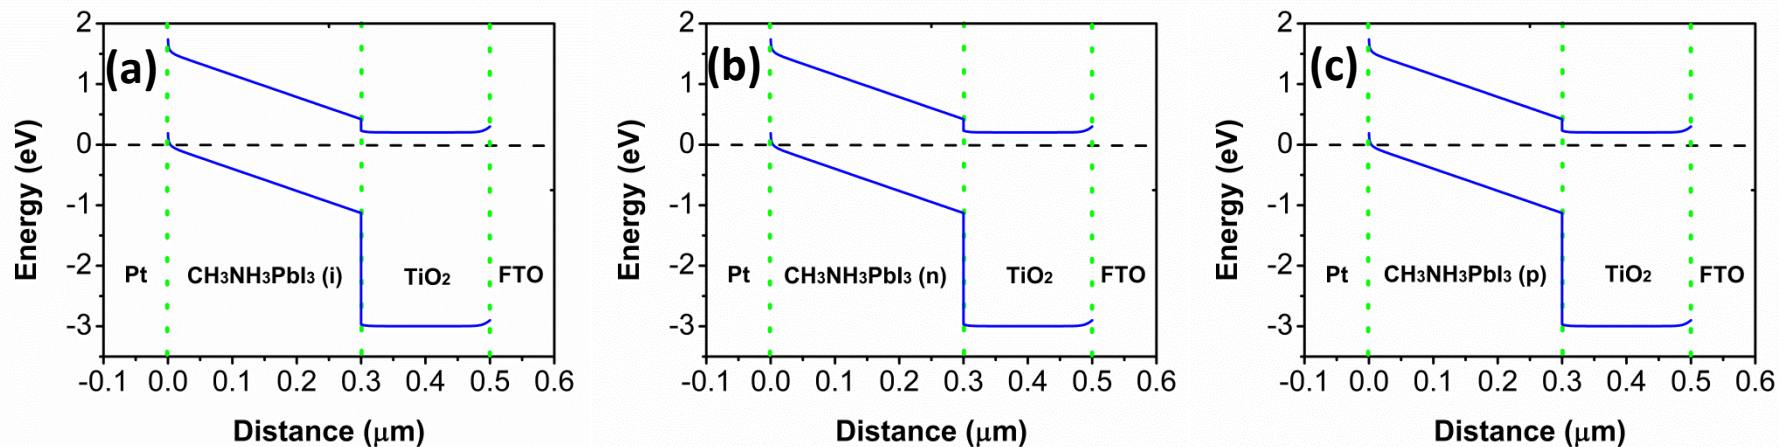 (a)
Energy (eV)
2
1
0
-1
-2
-3
Pt
CH3NH3PbI3 (i)
TiO2
FTO
-0.1 0.0 0.1 0.2 0.3 0.4 0.5 0.6
Distance (μm)
(b)
Energy (eV)
2
1
0
-1
-2
-3
Pt
CH3NH3PbI3 (n)
TiO2
FTO
-0.1 0.0 0.1 0.2 0.3 0.4 0.5 0.6
Distance (μm)
(c)
Energy (eV)
2
1
0
-1
-2
-3
Pt
CH3NH3PbI3 (p)
TiO2
FTO
-0.1 0.0 0.1 0.2 0.3 0.4 0.5 0.6
Distance (μm)